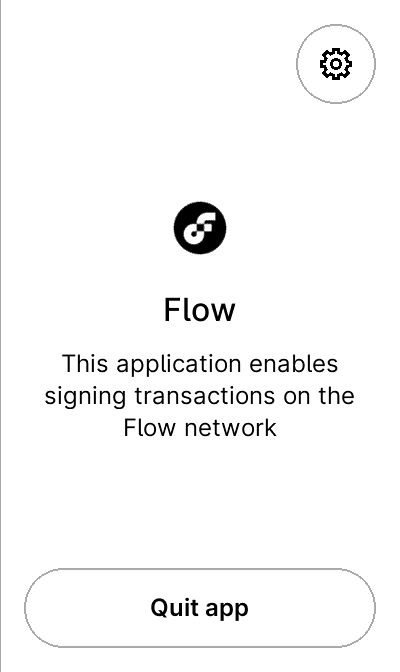 Flow
This application enables
signing transactions on the
Flow network
Quit app